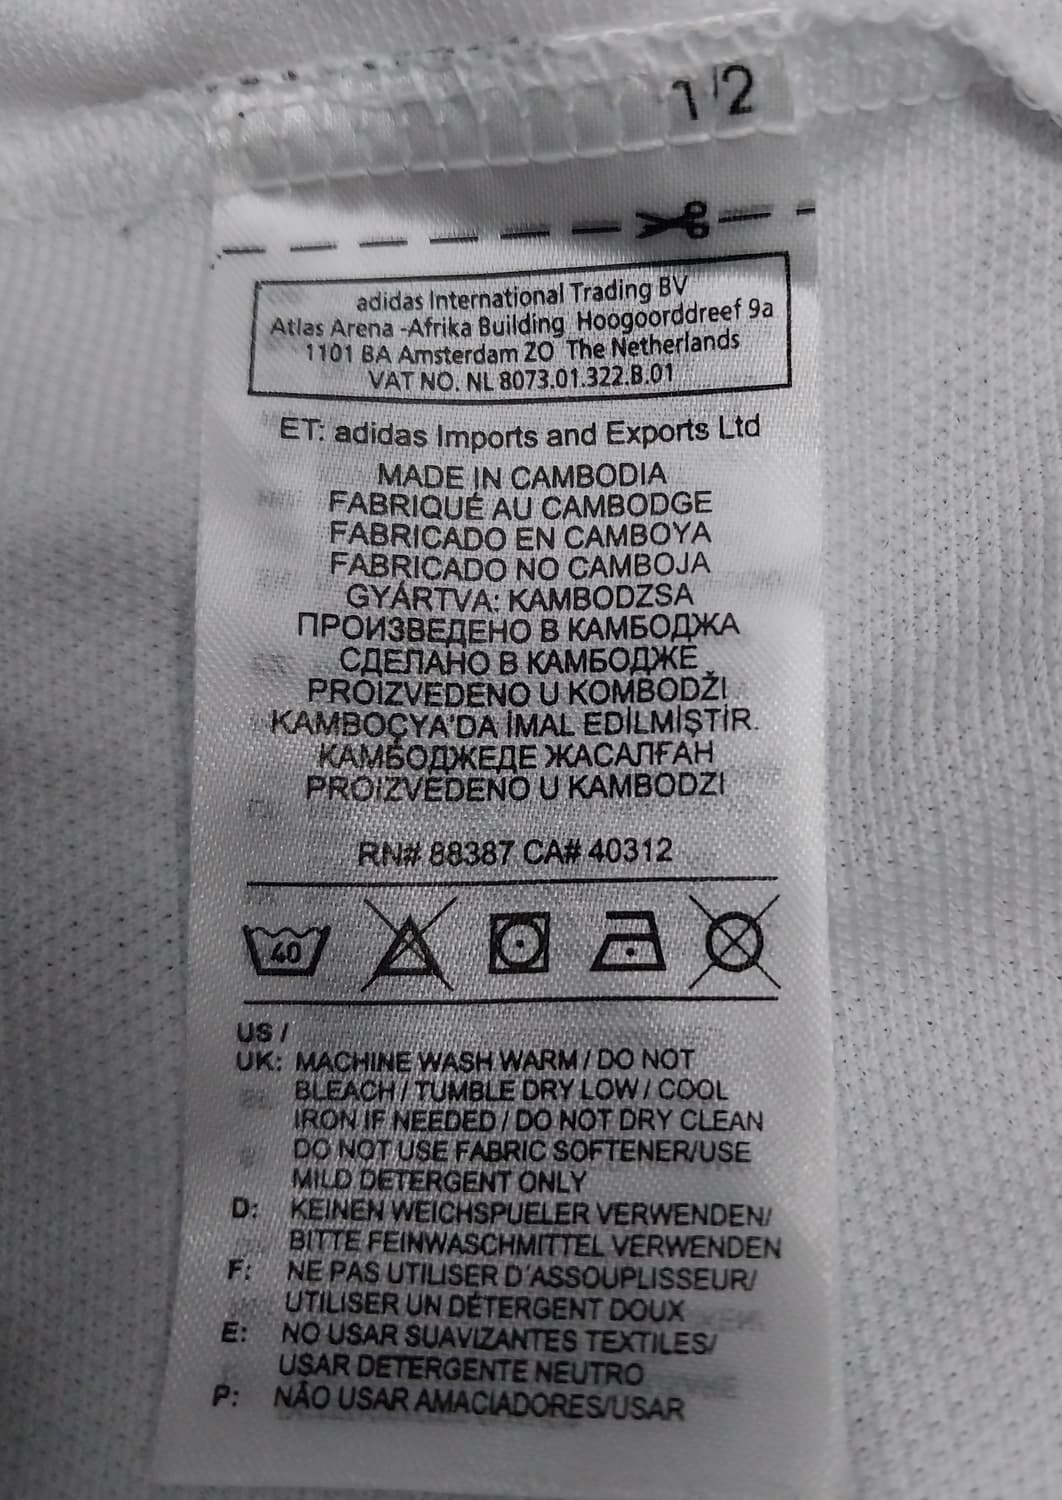 1/2
adidas International Trading BV
Atlas Arena -Afrika Building Hoogoorddreef 9a
1101 BA Amsterdam ZO The Netherlands
VAT NO. NL 8073.01.322.B.01
ET: adidas Imports and Exports Ltd
MADE IN CAMBODIA
FABRIQUÉ AU CAMBODGE
FABRICADO EN CAMBOYA
FABRICADO NO CAMBOJA
GYÁRTVA: KAMBODZSA
ПРОИЗВЕДЕНО В КАМБОДЖА
СДЕЛАНО В КАМБОДЖЕ
PROIZVEDENO U KOMBODŽI
KAMBOÇYA'DA İMAL EDİLMİŞTİR.
КАМБОДЖЕДЕ ЖАСАЛҒАН
PROIZVEDENO U KAMBODZI
RN# 88387 CA# 40312
40
US /
UK: MACHINE WASH WARM / DO NOT
BLEACH / TUMBLE DRY LOW / COOL
IRON IF NEEDED / DO NOT DRY CLEAN
DO NOT USE FABRIC SOFTENER/USE
MILD DETERGENT ONLY
D: KEINEN WEICHSPUELER VERWENDEN/
BITTE FEINWASCHMITTEL VERWENDEN
F: NE PAS UTILISER D'ASSOUPLISSEUR/
UTILISER UN DÉTERGENT DOUX
E: NO USAR SUAVIZANTES TEXTILES/
USAR DETERGENTE NEUTRO
P: NÃO USAR AMACIADORES/USAR